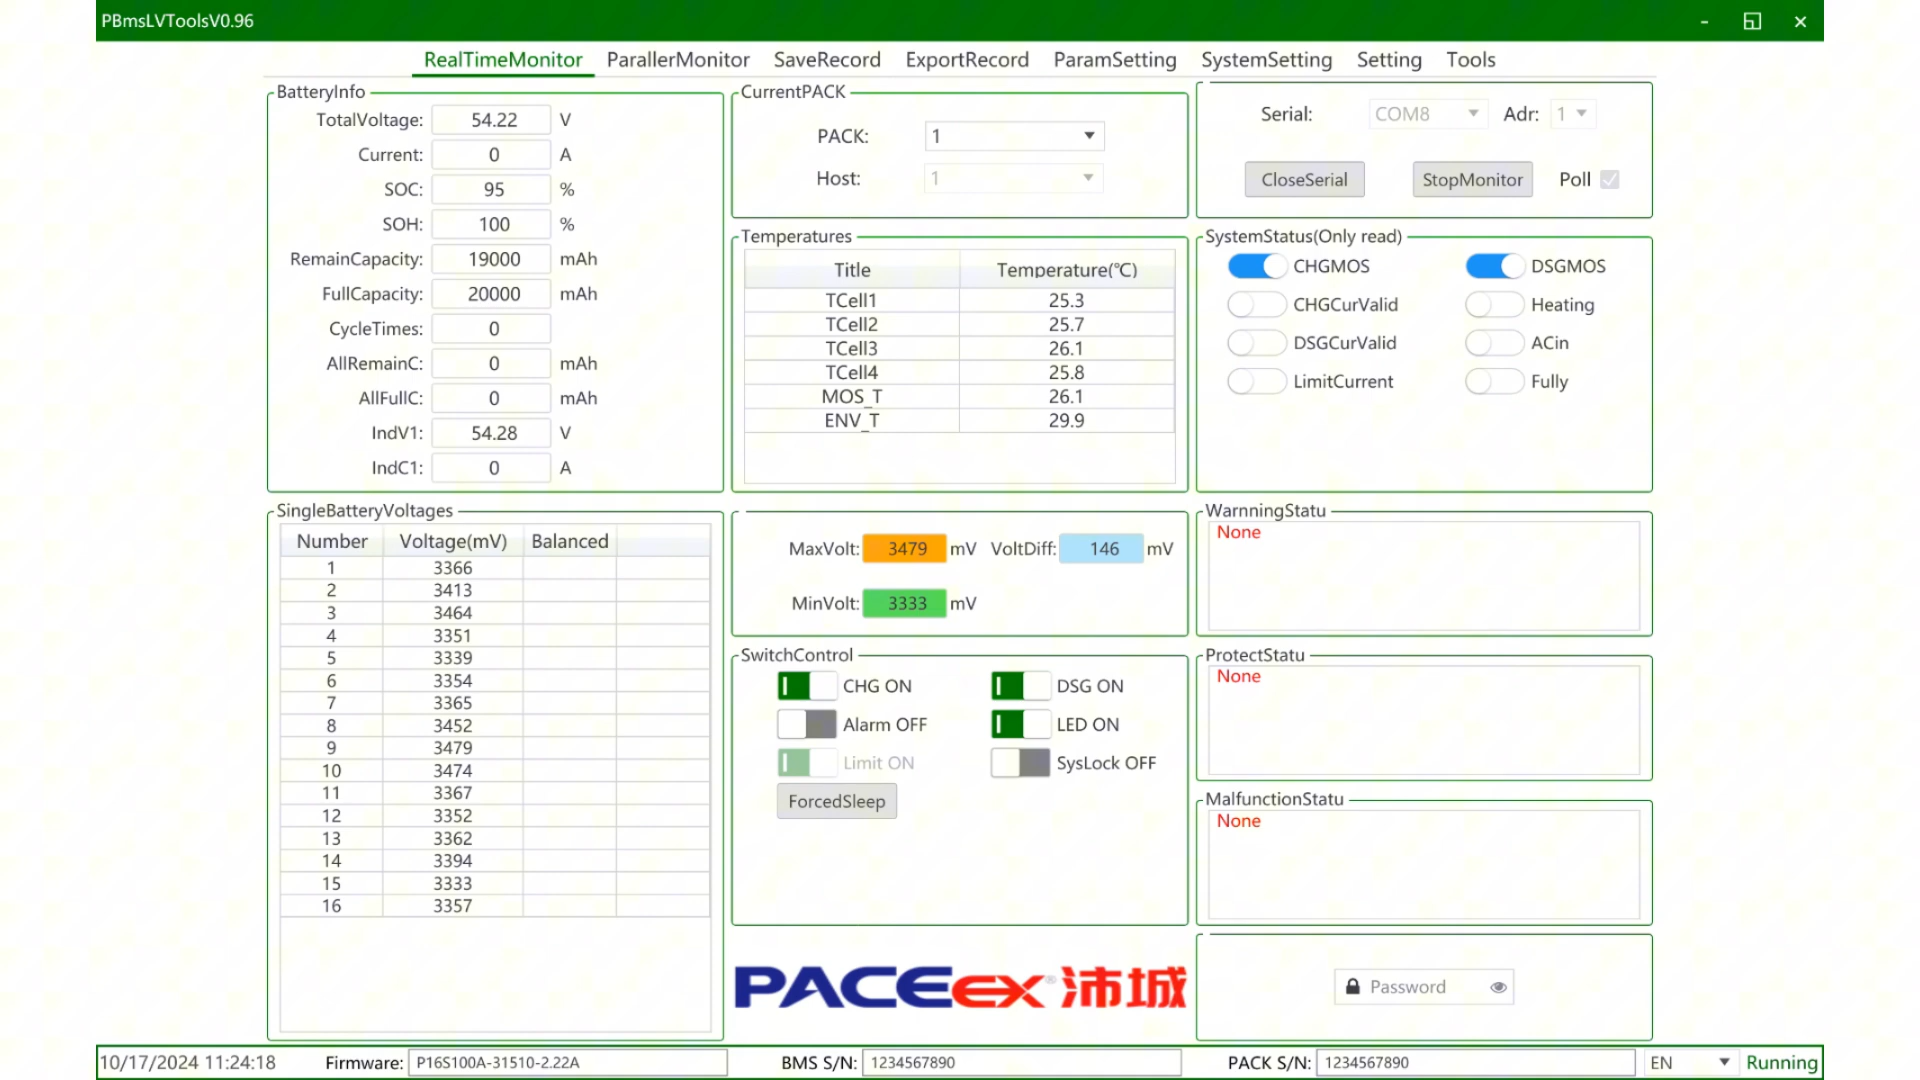 PBmsLVToolsV0.96
RealTimeMonitor ParallerMonitor SaveRecord ExportRecord ParamSetting SystemSetting Setting Tools
BatteryInfo
TotalVoltage: 54.22 V
Current: 0 A
SOC: 95 %
SOH: 100 %
RemainCapacity: 19000 mAh
FullCapacity: 20000 mAh
CycleTimes: 0
AllRemainC: 0 mAh
AllFullC: 0 mAh
IndV1: 54.28 V
IndC1: 0 A
CurrentPACK
PACK: 1
Host: 1
Serial: COM8 Adr: 1
CloseSerial StopMonitor Poll
Temperatures
Title Temperature(℃)
TCell1 25.3
TCell2 25.7
TCell3 26.1
TCell4 25.8
MOS_T 26.1
ENV_T 29.9
SystemStatus(Only read)
CHGMOS DSGMOS
CHGCurValid Heating
DSGCurValid ACin
LimitCurrent Fully
SingleBatteryVoltages
Number Voltage(mV) Balanced
1 3366
2 3413
3 3464
4 3351
5 3339
6 3354
7 3365
8 3452
9 3479
10 3474
11 3367
12 3352
13 3362
14 3394
15 3333
16 3357
MaxVolt: 3479 mV VoltDiff: 146 mV
MinVolt: 3333 mV
SwitchControl
CHG ON DSG ON
Alarm OFF LED ON
Limit ON SysLock OFF
ForcedSleep
WarnningStatu
None
ProtectStatu
None
MalfunctionStatu
None
PACEex®沛城
Password
10/17/2024 11:24:18 Firmware: P16S100A-31510-2.22A BMS S/N: 1234567890 PACK S/N: 1234567890 EN Running